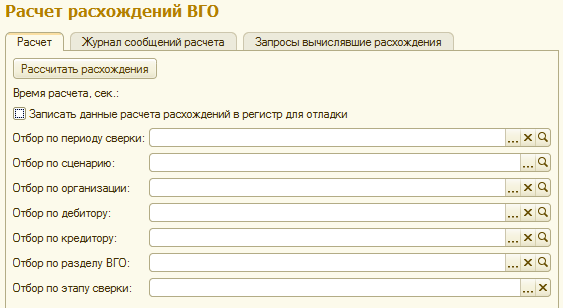 Расчет расхождений ВГО
Расчет Журнал сообщений расчета Запросы вычислявшие расхождения
Рассчитать расхождения
Время расчета, сек.:
Записать данные расчета расхождений в регистр для отладки
Отбор по периоду сверки:
Отбор по сценарию:
Отбор по организации:
Отбор по дебитору:
Отбор по кредитору:
Отбор по разделу ВГО:
Отбор по этапу сверки: